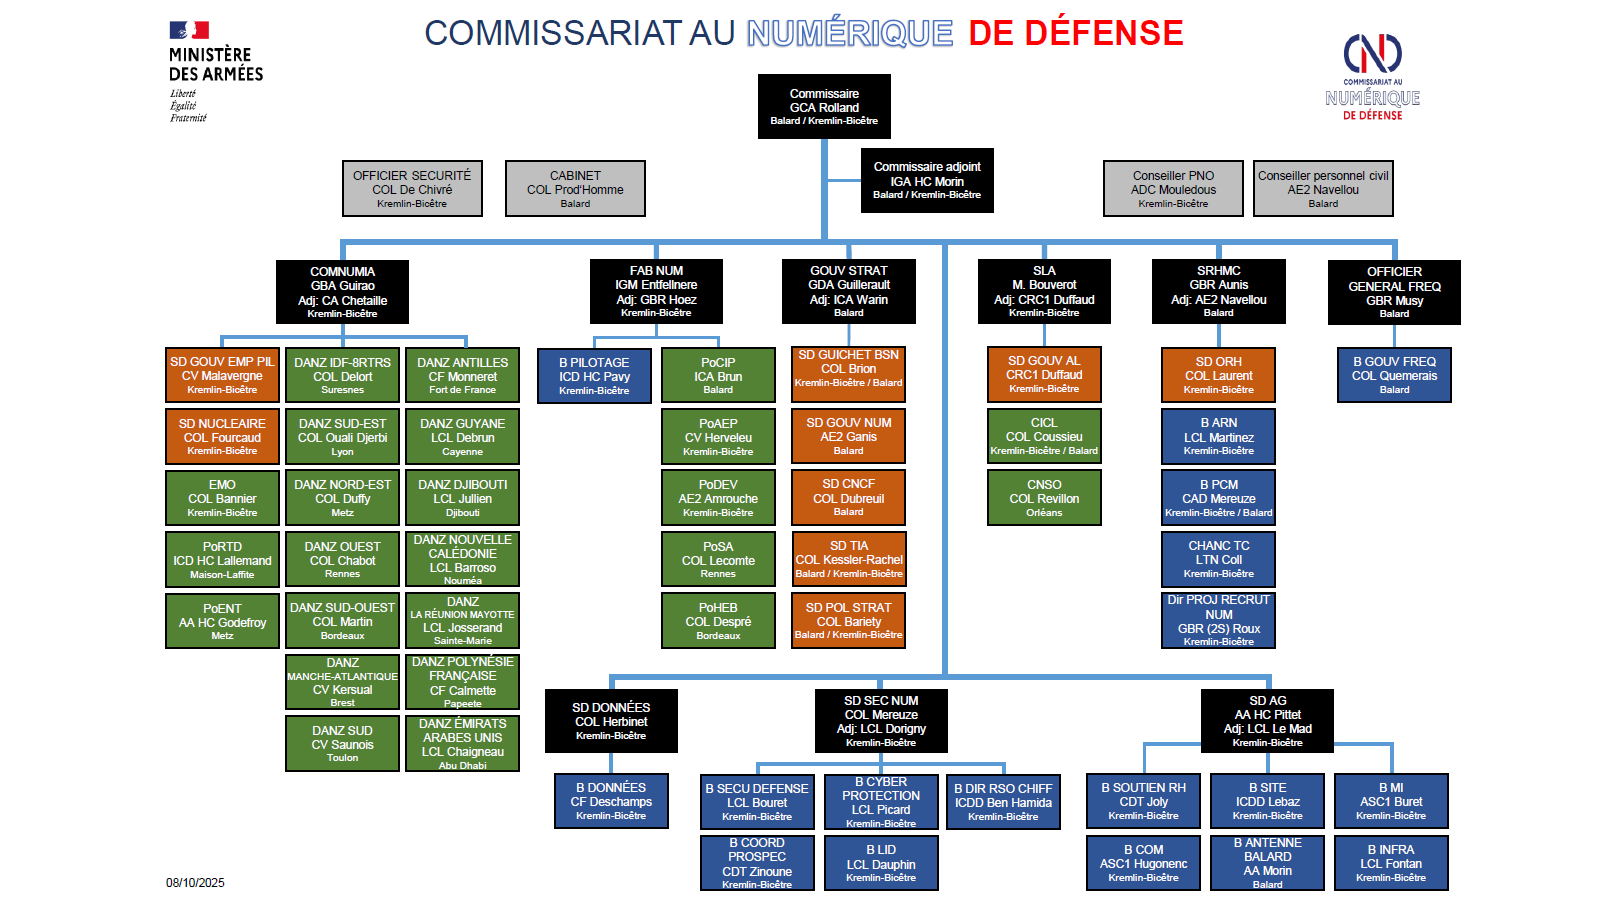 COMMISSARIAT AU NUMÉRIQUE DE DÉFENSE
MINISTÈRE
DES ARMÉES
Liberté
Égalité
Fraternité
CND
COMMISSARIAT AU
NUMÉRIQUE
DE DÉFENSE
Commissaire
GCA Rolland
Balard / Kremlin-Bicêtre
Commissaire adjoint
IGA HC Morin
Balard / Kremlin-Bicêtre
OFFICIER SECURITÉ
COL De Chivré
Kremlin-Bicêtre
CABINET
COL Prod'Homme
Balard
Conseiller PNO
ADC Mouledous
Kremlin-Bicêtre
Conseiller personnel civil
AE2 Navellou
Balard
COMNUMIA
GBA Guirao
Adj: CA Chetaille
Kremlin-Bicêtre
FAB NUM
IGM Entfellnere
Adj: GBR Hoez
Kremlin-Bicêtre
GOUV STRAT
GDA Guillerault
Adj: ICA Warin
Balard
SLA
M. Bouverot
Adj: CRC1 Duffaud
Kremlin-Bicêtre
SRHMC
GBR Aunis
Adj: AE2 Navellou
Balard
OFFICIER
GENERAL FREQ
GBR Musy
Balard
SD GOUV EMP PIL
CV Malavergne
Kremlin-Bicêtre
SD NUCLEAIRE
COL Fourcaud
Kremlin-Bicêtre
EMO
COL Bannier
Kremlin-Bicêtre
PoRTD
ICD HC Lallemand
Maison-Laffite
PoENT
AA HC Godefroy
Metz
DANZ IDF-8RTRS
COL Delort
Suresnes
DANZ SUD-EST
COL Ouali Djerbi
Lyon
DANZ NORD-EST
COL Duffy
Metz
DANZ OUEST
COL Chabot
Rennes
DANZ SUD-OUEST
COL Martin
Bordeaux
DANZ
MANCHE-ATLANTIQUE
CV Kersual
Brest
DANZ SUD
CV Saunois
Toulon
DANZ ANTILLES
CF Monneret
Fort de France
DANZ GUYANE
LCL Debrun
Cayenne
DANZ DJIBOUTI
LCL Jullien
Djibouti
DANZ NOUVELLE
CALÉDONIE
LCL Barroso
Nouméa
DANZ
LA RÉUNION MAYOTTE
LCL Josserand
Sainte-Marie
DANZ POLYNÉSIE
FRANÇAISE
CF Calmette
Papeete
DANZ ÉMIRATS
ARABES UNIS
LCL Chaigneau
Abu Dhabi
B PILOTAGE
ICD HC Pavy
Kremlin-Bicêtre
PoCIP
ICA Brun
Balard
PoAEP
CV Herveleu
Kremlin-Bicêtre
PoDEV
AE2 Amrouche
Kremlin-Bicêtre
PoSA
COL Lecomte
Rennes
PoHEB
COL Despré
Bordeaux
SD GUICHET BSN
COL Brion
Kremlin-Bicêtre / Balard
SD GOUV NUM
AE2 Ganis
Balard
SD CNCF
COL Dubreuil
Balard
SD TIA
COL Kessler-Rachel
Balard / Kremlin-Bicêtre
SD POL STRAT
COL Bariety
Balard / Kremlin-Bicêtre
SD GOUV AL
CRC1 Duffaud
Kremlin-Bicêtre
CICL
COL Coussieu
Kremlin-Bicêtre / Balard
CNSO
COL Revillon
Orléans
SD ORH
COL Laurent
Kremlin-Bicêtre
B ARN
LCL Martinez
Kremlin-Bicêtre
B PCM
CAD Mereuze
Kremlin-Bicêtre / Balard
CHANC TC
LTN Coll
Kremlin-Bicêtre
Dir PROJ RECRUT
NUM
GBR (2S) Roux
Kremlin-Bicêtre
B GOUV FREQ
COL Quemerais
Balard
SD DONNÉES
COL Herbinet
Kremlin-Bicêtre
SD SEC NUM
COL Mereuze
Adj: LCL Dorigny
Kremlin-Bicêtre
SD AG
AA HC Pittet
Adj: LCL Le Mad
Kremlin-Bicêtre
B DONNÉES
CF Deschamps
Kremlin-Bicêtre
B SECU DEFENSE
LCL Bouret
Kremlin-Bicêtre
B CYBER
PROTECTION
LCL Picard
Kremlin-Bicêtre
B DIR RSO CHIFF
ICDD Ben Hamida
Kremlin-Bicêtre
B COORD
PROSPEC
CDT Zinoune
Kremlin-Bicêtre
B LID
LCL Dauphin
Kremlin-Bicêtre
B SOUTIEN RH
CDT Joly
Kremlin-Bicêtre
B SITE
ICDD Lebaz
Kremlin-Bicêtre
B MI
ASC1 Buret
Kremlin-Bicêtre
B COM
ASC1 Hugonenc
Kremlin-Bicêtre
B ANTENNE
BALARD
AA Morin
Balard
B INFRA
LCL Fontan
Kremlin-Bicêtre
08/10/2025